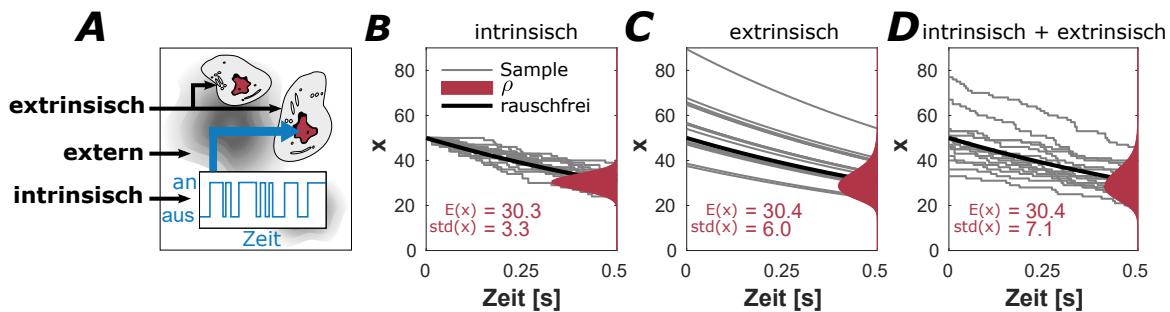 A
extrinsisch
extern
intrinsisch
an
aus
Zeit
B
intrinsisch
80
60
40
20
0
x
Sample
ρ
rauschfrei
E(x) = 30.3
std(x) = 3.3
0
0.25
0.5
Zeit [s]
C
extrinsisch
80
60
40
20
0
x
E(x) = 30.4
std(x) = 6.0
0
0.25
0.5
Zeit [s]
D
intrinsisch + extrinsisch
80
60
40
20
0
x
E(x) = 30.4
std(x) = 7.1
0
0.25
0.5
Zeit [s]